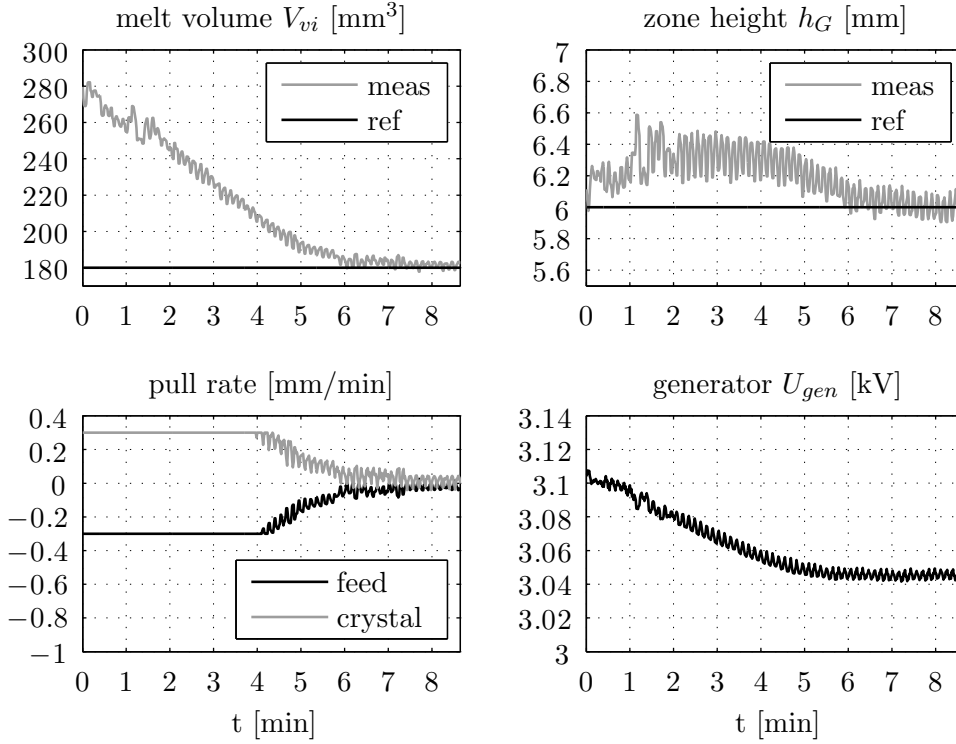 melt volume V_vi [mm³]
300
280
260
240
220
200
180
meas
ref
0 1 2 3 4 5 6 7 8
zone height h_G [mm]
7
6.8
6.6
6.4
6.2
6
5.8
5.6
meas
ref
0 1 2 3 4 5 6 7 8
pull rate [mm/min]
0.4
0.2
0
−0.2
−0.4
−0.6
−0.8
−1
feed
crystal
0 1 2 3 4 5 6 7 8
t [min]
generator U_gen [kV]
3.14
3.12
3.1
3.08
3.06
3.04
3.02
3
0 1 2 3 4 5 6 7 8
t [min]